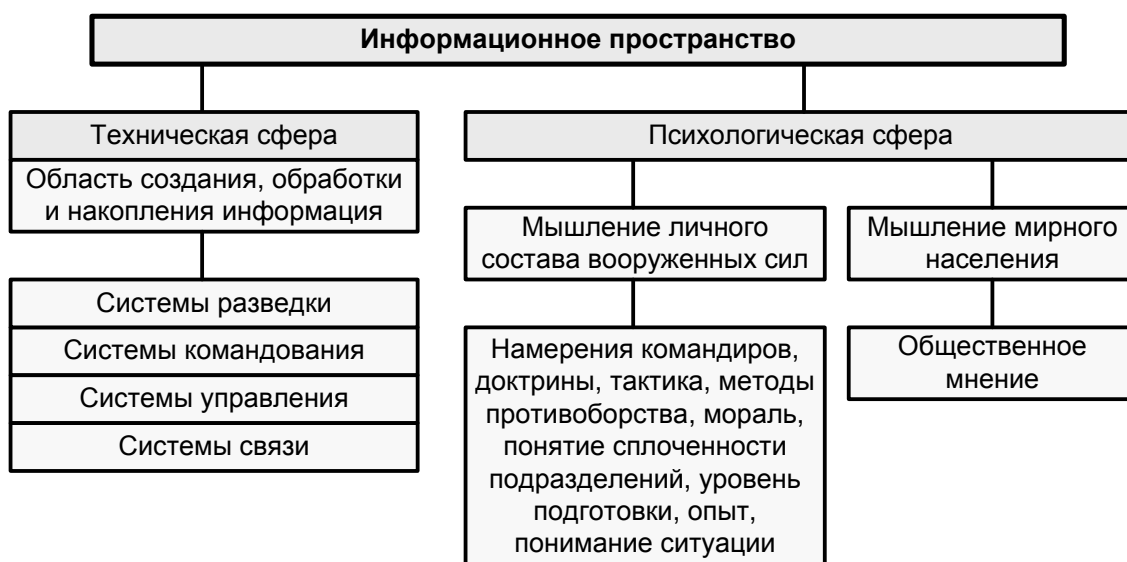 Информационное пространство
Техническая сфера
Область создания, обработки
и накопления информация
Системы разведки
Системы командования
Системы управления
Системы связи
Психологическая сфера
Мышление личного
состава вооруженных сил
Намерения командиров,
доктрины, тактика, методы
противоборства, мораль,
понятие сплоченности
подразделений, уровень
подготовки, опыт,
понимание ситуации
Мышление мирного
населения
Общественное
мнение